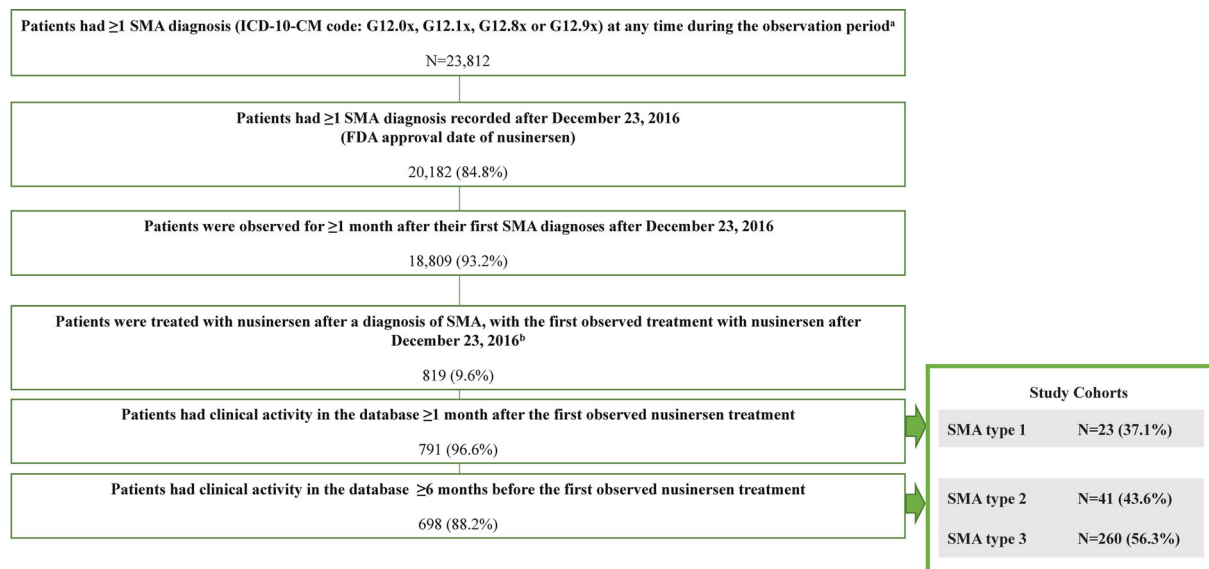 Patients had ≥1 SMA diagnosis (ICD-10-CM code: G12.0x, G12.1x, G12.8x or G12.9x) at any time during the observation periodᵃ
N=23,812
Patients had ≥1 SMA diagnosis recorded after December 23, 2016
(FDA approval date of nusinersen)
20,182 (84.8%)
Patients were observed for ≥1 month after their first SMA diagnoses after December 23, 2016
18,809 (93.2%)
Patients were treated with nusinersen after a diagnosis of SMA, with the first observed treatment with nusinersen after
December 23, 2016ᵇ
819 (9.6%)
Patients had clinical activity in the database ≥1 month after the first observed nusinersen treatment
791 (96.6%)
Patients had clinical activity in the database ≥6 months before the first observed nusinersen treatment
698 (88.2%)
Study Cohorts
SMA type 1 N=23 (37.1%)
SMA type 2 N=41 (43.6%)
SMA type 3 N=260 (56.3%)